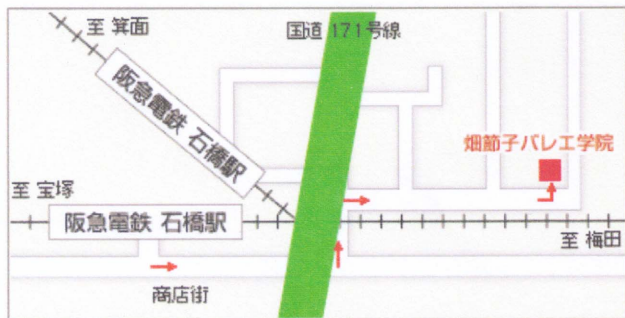 至 箕面
国道 171号線
阪急電鉄 石橋駅
畑節子バレエ学院
至 宝塚
阪急電鉄 石橋駅
至 梅田
商店街